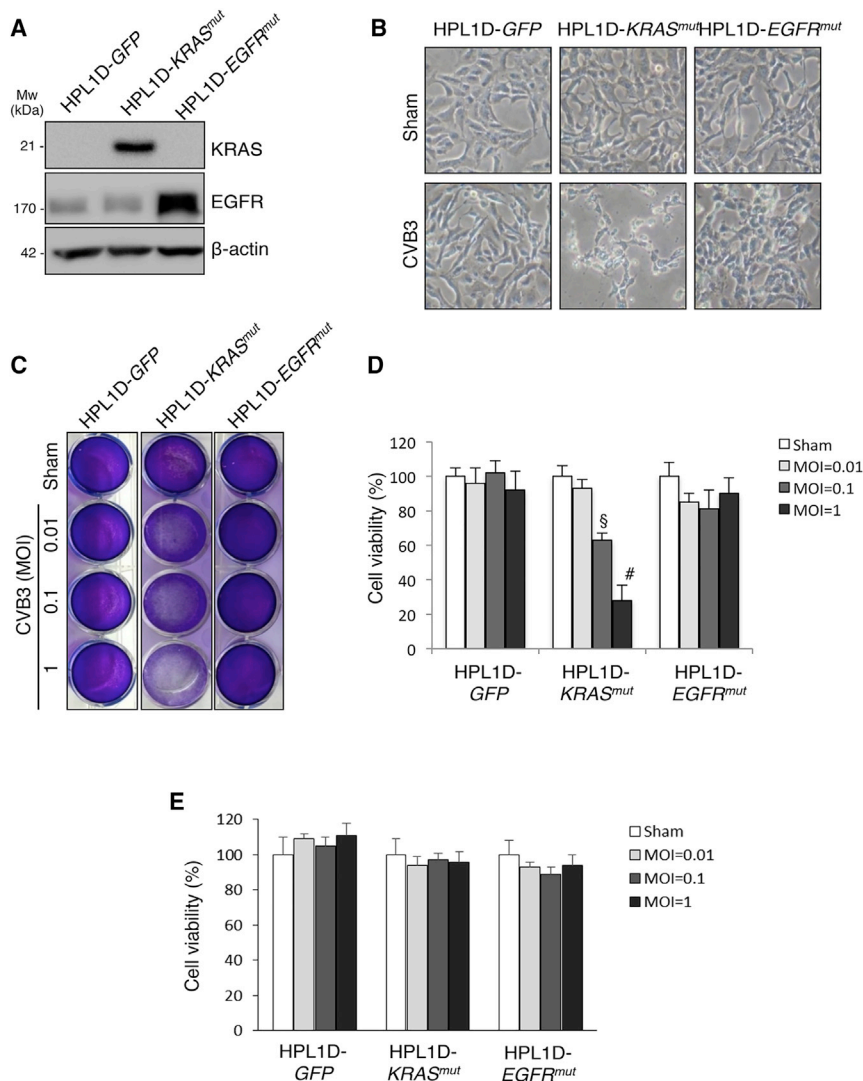 A
HPL1D-GFP
HPL1D-KRASmut
HPL1D-EGFRmut
Mw
(kDa)
21 -
KRAS
170 -
EGFR
42 -
β-actin
B
HPL1D-GFP
HPL1D-KRASmut
HPL1D-EGFRmut
Sham
CVB3
C
HPL1D-GFP
HPL1D-KRASmut
HPL1D-EGFRmut
Sham
CVB3 (MOI)
0.01
0.1
1
D
Cell viability (%)
120
100
80
60
40
20
0
§
#
HPL1D-
GFP
HPL1D-
KRASmut
HPL1D-
EGFRmut
Sham
MOI=0.01
MOI=0.1
MOI=1
E
Cell viability (%)
120
100
80
60
40
20
0
HPL1D-
GFP
HPL1D-
KRASmut
HPL1D-
EGFRmut
Sham
MOI=0.01
MOI=0.1
MOI=1